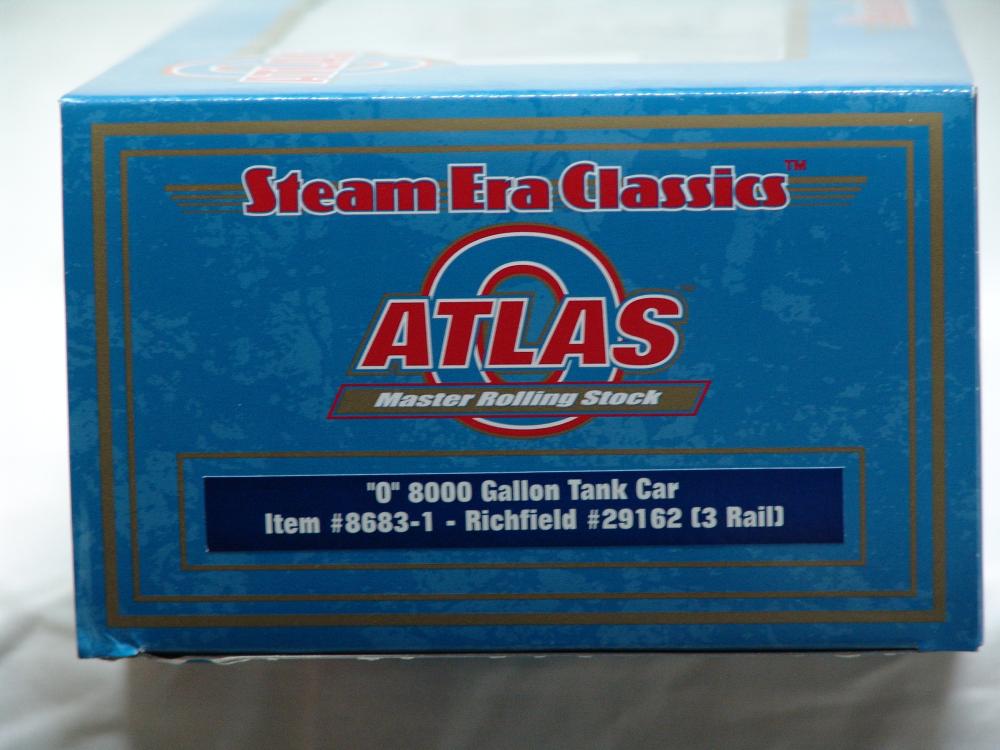 Steam Era Classics™
ATLAS O
Master Rolling Stock
"O" 8000 Gallon Tank Car
Item #8683-1 - Richfield #29162 (3 Rail)